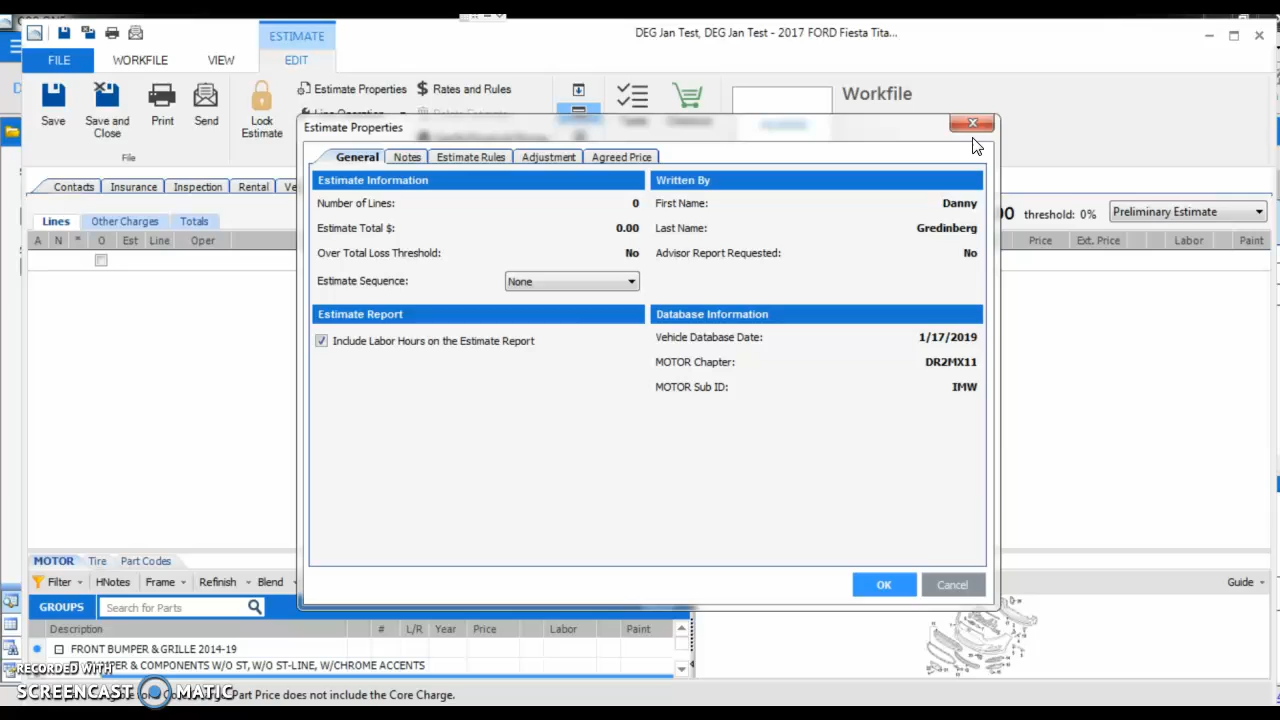 ESTIMATE
DEG Jan Test, DEG Jan Test - 2017 FORD Fiesta Tita...
FILE WORKFILE VIEW EDIT
Estimate Properties $ Rates and Rules
Workfile
Save Save and Close Print Send Lock Estimate
File
Estimate Properties
General Notes Estimate Rules Adjustment Agreed Price
Contacts Insurance Inspection Rental Ve
Estimate Information Written By
Number of Lines: 0 First Name: Danny
threshold: 0% Preliminary Estimate
Lines Other Charges Totals
Estimate Total $: 0.00 Last Name: Gredinberg
A N * O Est Line Oper Price Ext. Price Labor Paint
Over Total Loss Threshold: No Advisor Report Requested: No
Estimate Sequence: None
Estimate Report Database Information
Include Labor Hours on the Estimate Report Vehicle Database Date: 1/17/2019
MOTOR Chapter: DR2MX11
MOTOR Sub ID: IMW
MOTOR Tire Part Codes
Filter HNotes Frame Refinish Blend Guide
OK Cancel
GROUPS Search for Parts
Description # L/R Year Price Labor Paint
FRONT BUMPER & GRILLE 2014-19
& COMPONENTS W/O ST, W/O ST-LINE, W/CHROME ACCENTS
RECORDED WITH
SCREENCAST MATIC
Part Price does not include the Core Charge.